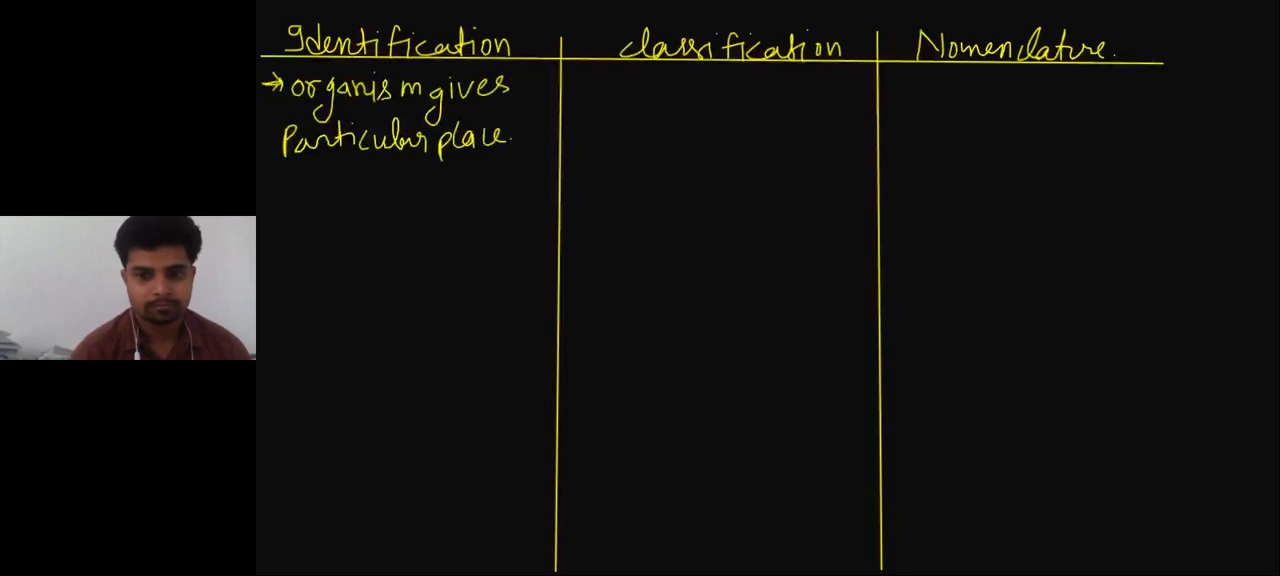 Identification classification Nomenclature.
→ organism gives
Particular place.